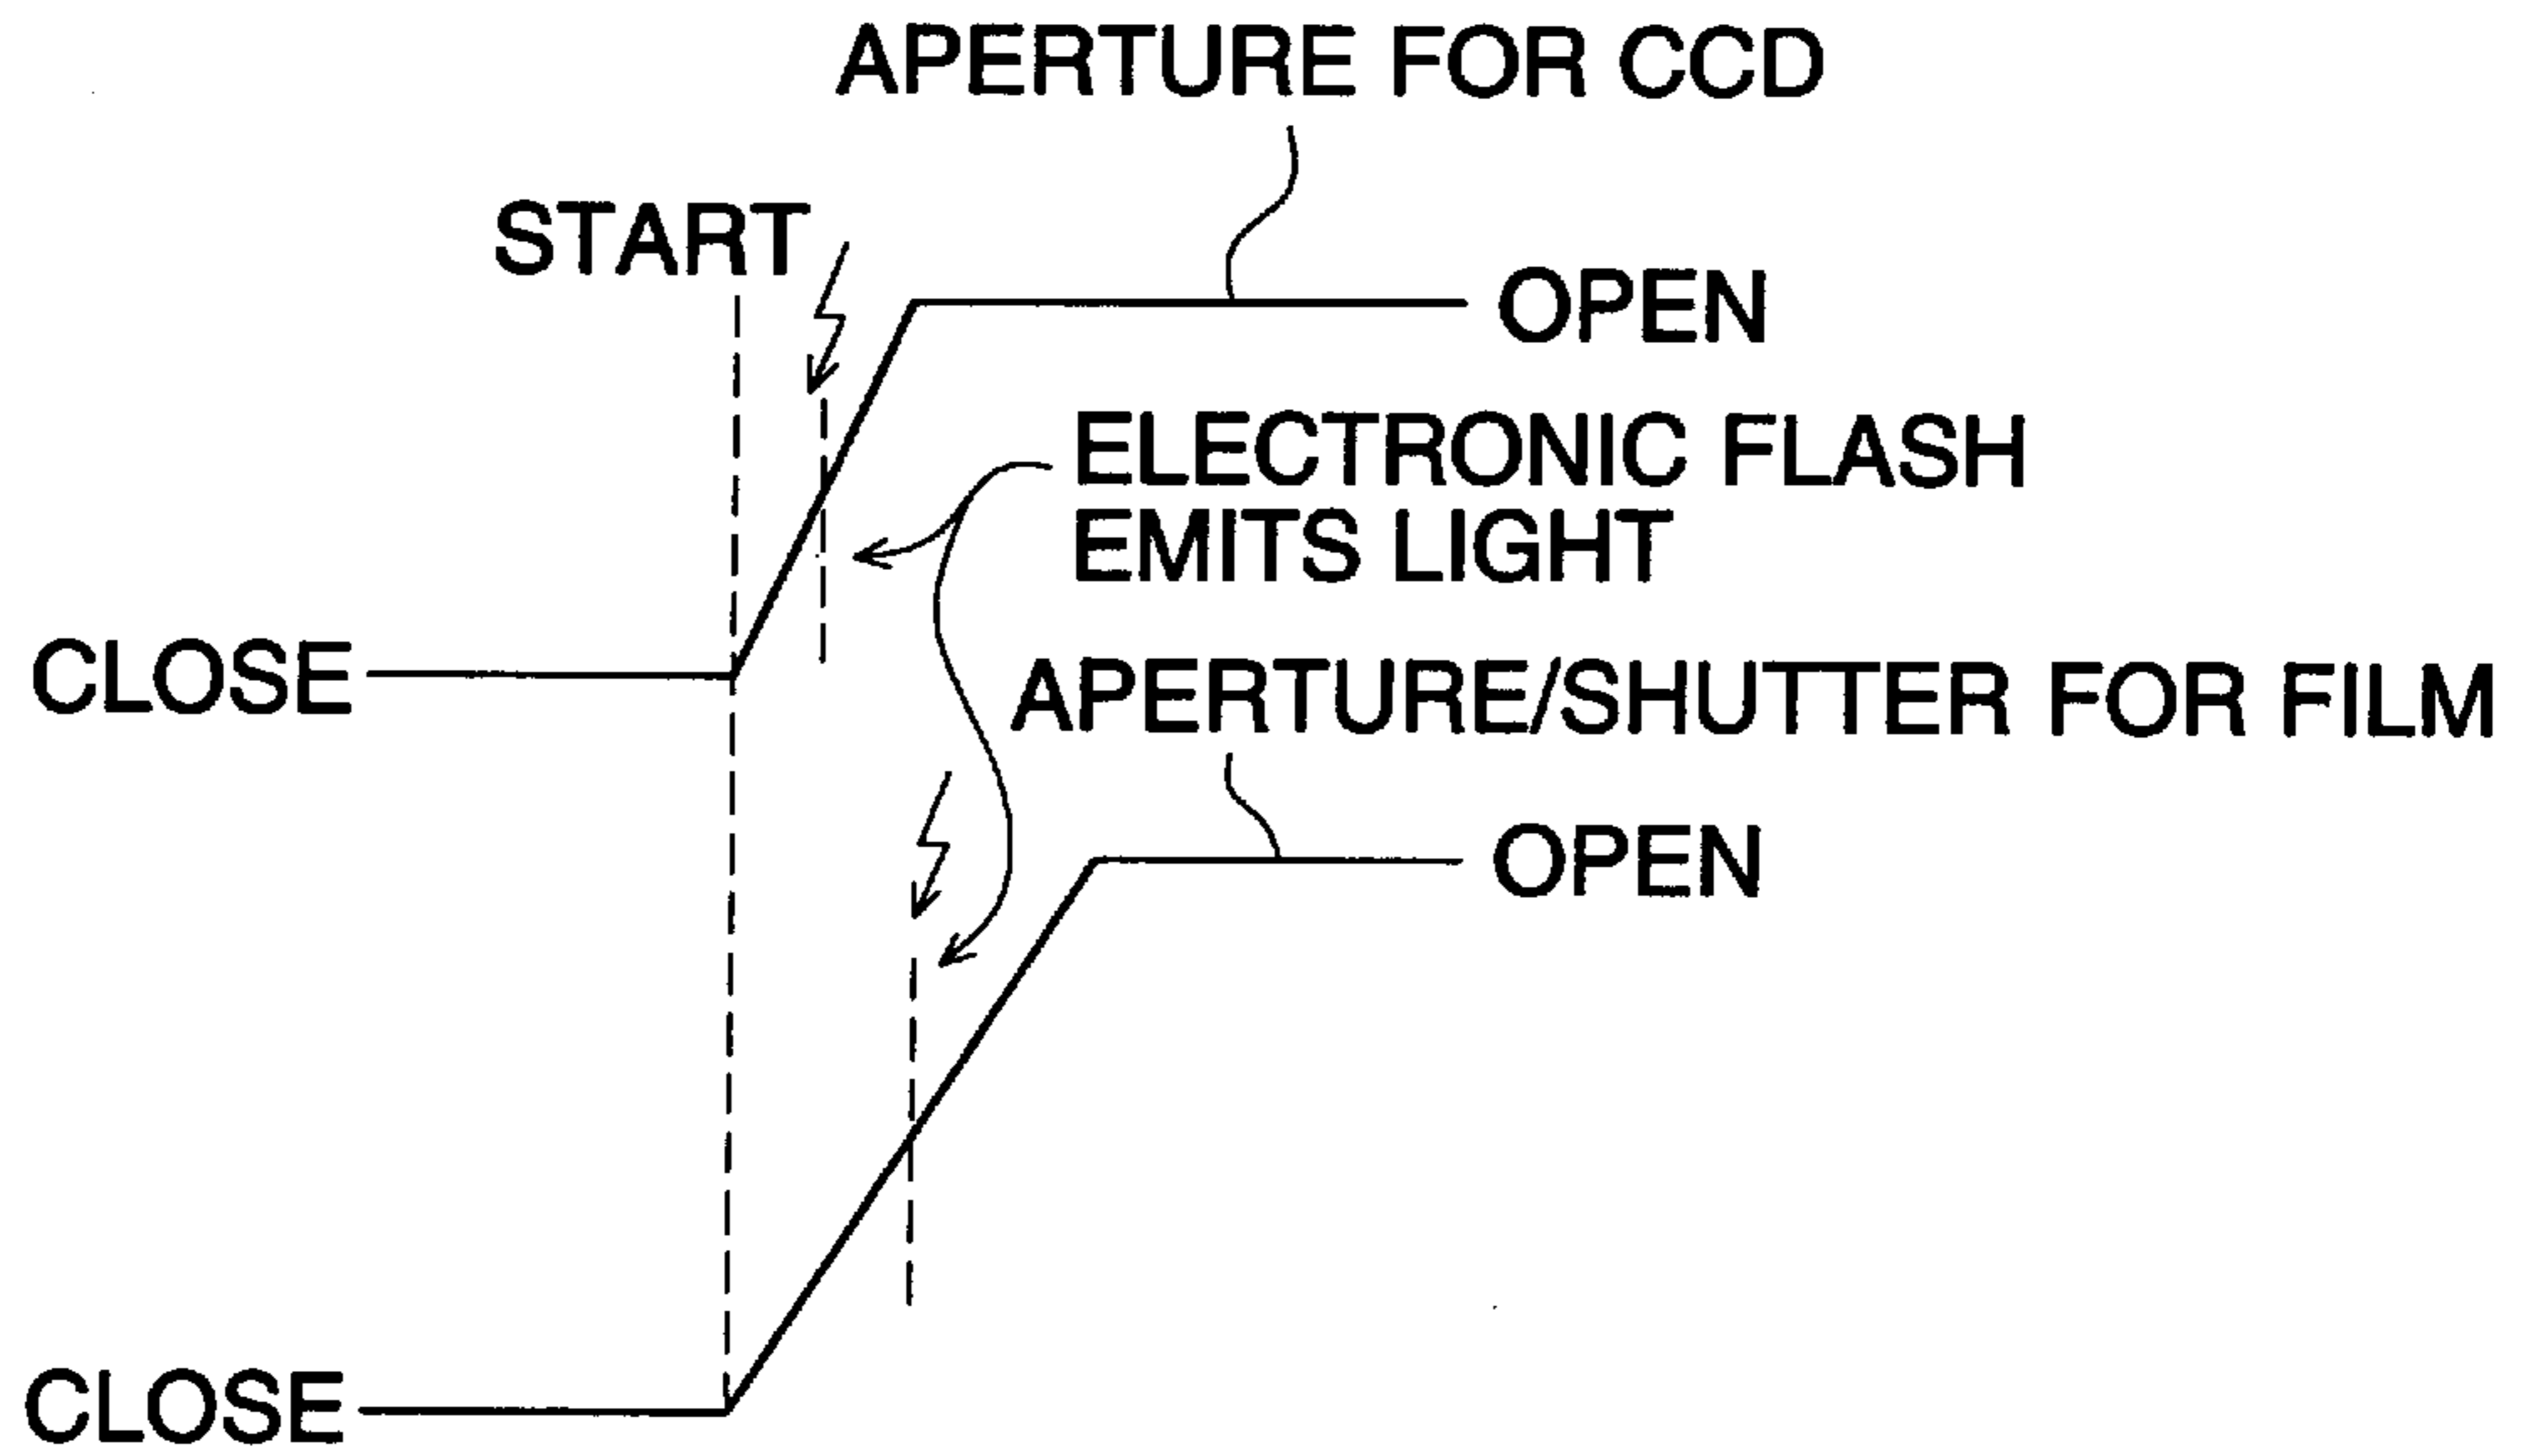 APERTURE FOR CCD
START
OPEN
ELECTRONIC FLASH
EMITS LIGHT
CLOSE
APERTURE/SHUTTER FOR FILM
OPEN
CLOSE